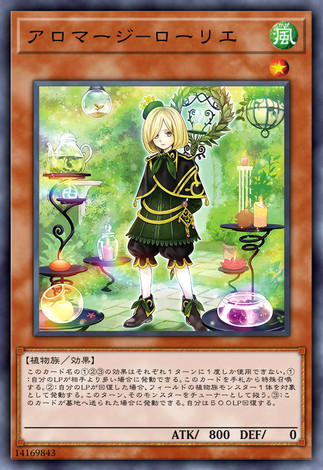 アロマージ−ローリエ
風
【植物族／効果】
このカード名の①②③の効果はそれぞれ１ターンに１度しか使用できない。①
：自分のLPが相手より多い場合に発動できる。このカードを手札から特殊召喚
する。②：自分のLPが回復した場合、フィールドの植物族モンスター１体を対象
として発動する。このターン、そのモンスターをチューナーとして扱う。③：こ
のカードが墓地へ送られた場合に発動する。自分は５００LP回復する。
ATK/ 800 DEF/ 0
14169843